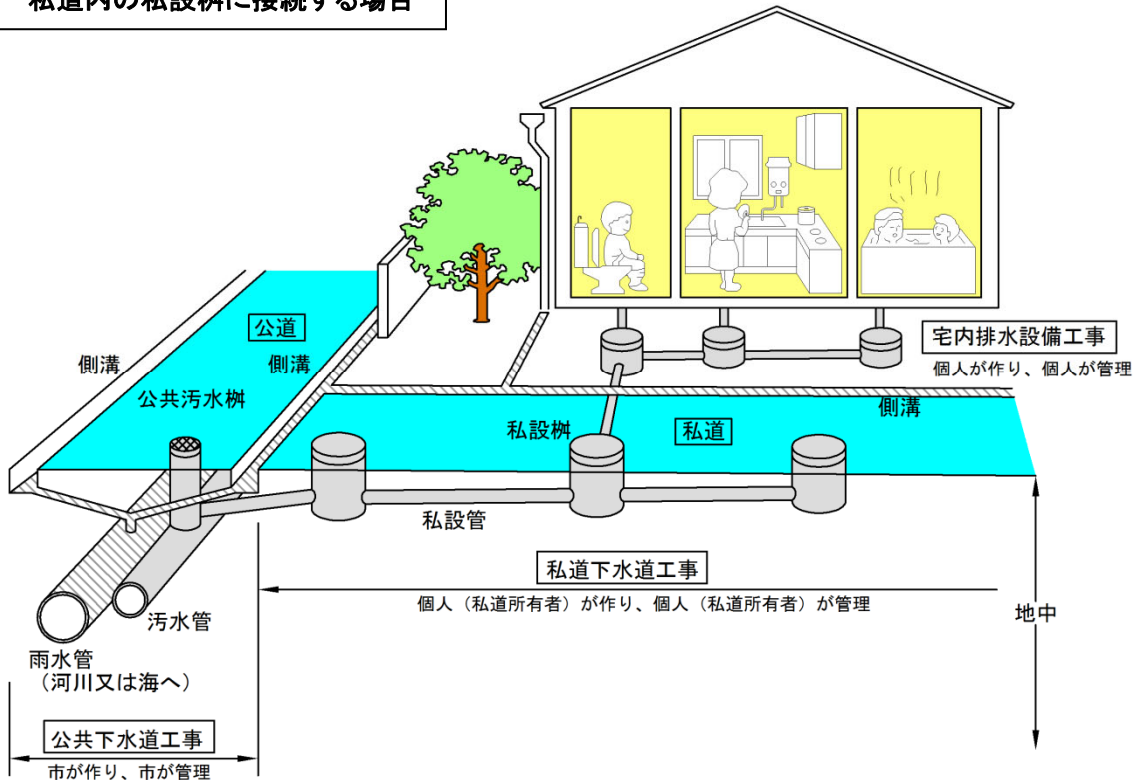 私道内の私設桝に接続する場合
公道
側溝
側溝
公共汚水桝
宅内排水設備工事
個人が作り、個人が管理
側溝
私設桝
私道
私設管
私道下水道工事
個人（私道所有者）が作り、個人（私道所有者）が管理
地中
汚水管
雨水管
（河川又は海へ）
公共下水道工事
市が作り、市が管理